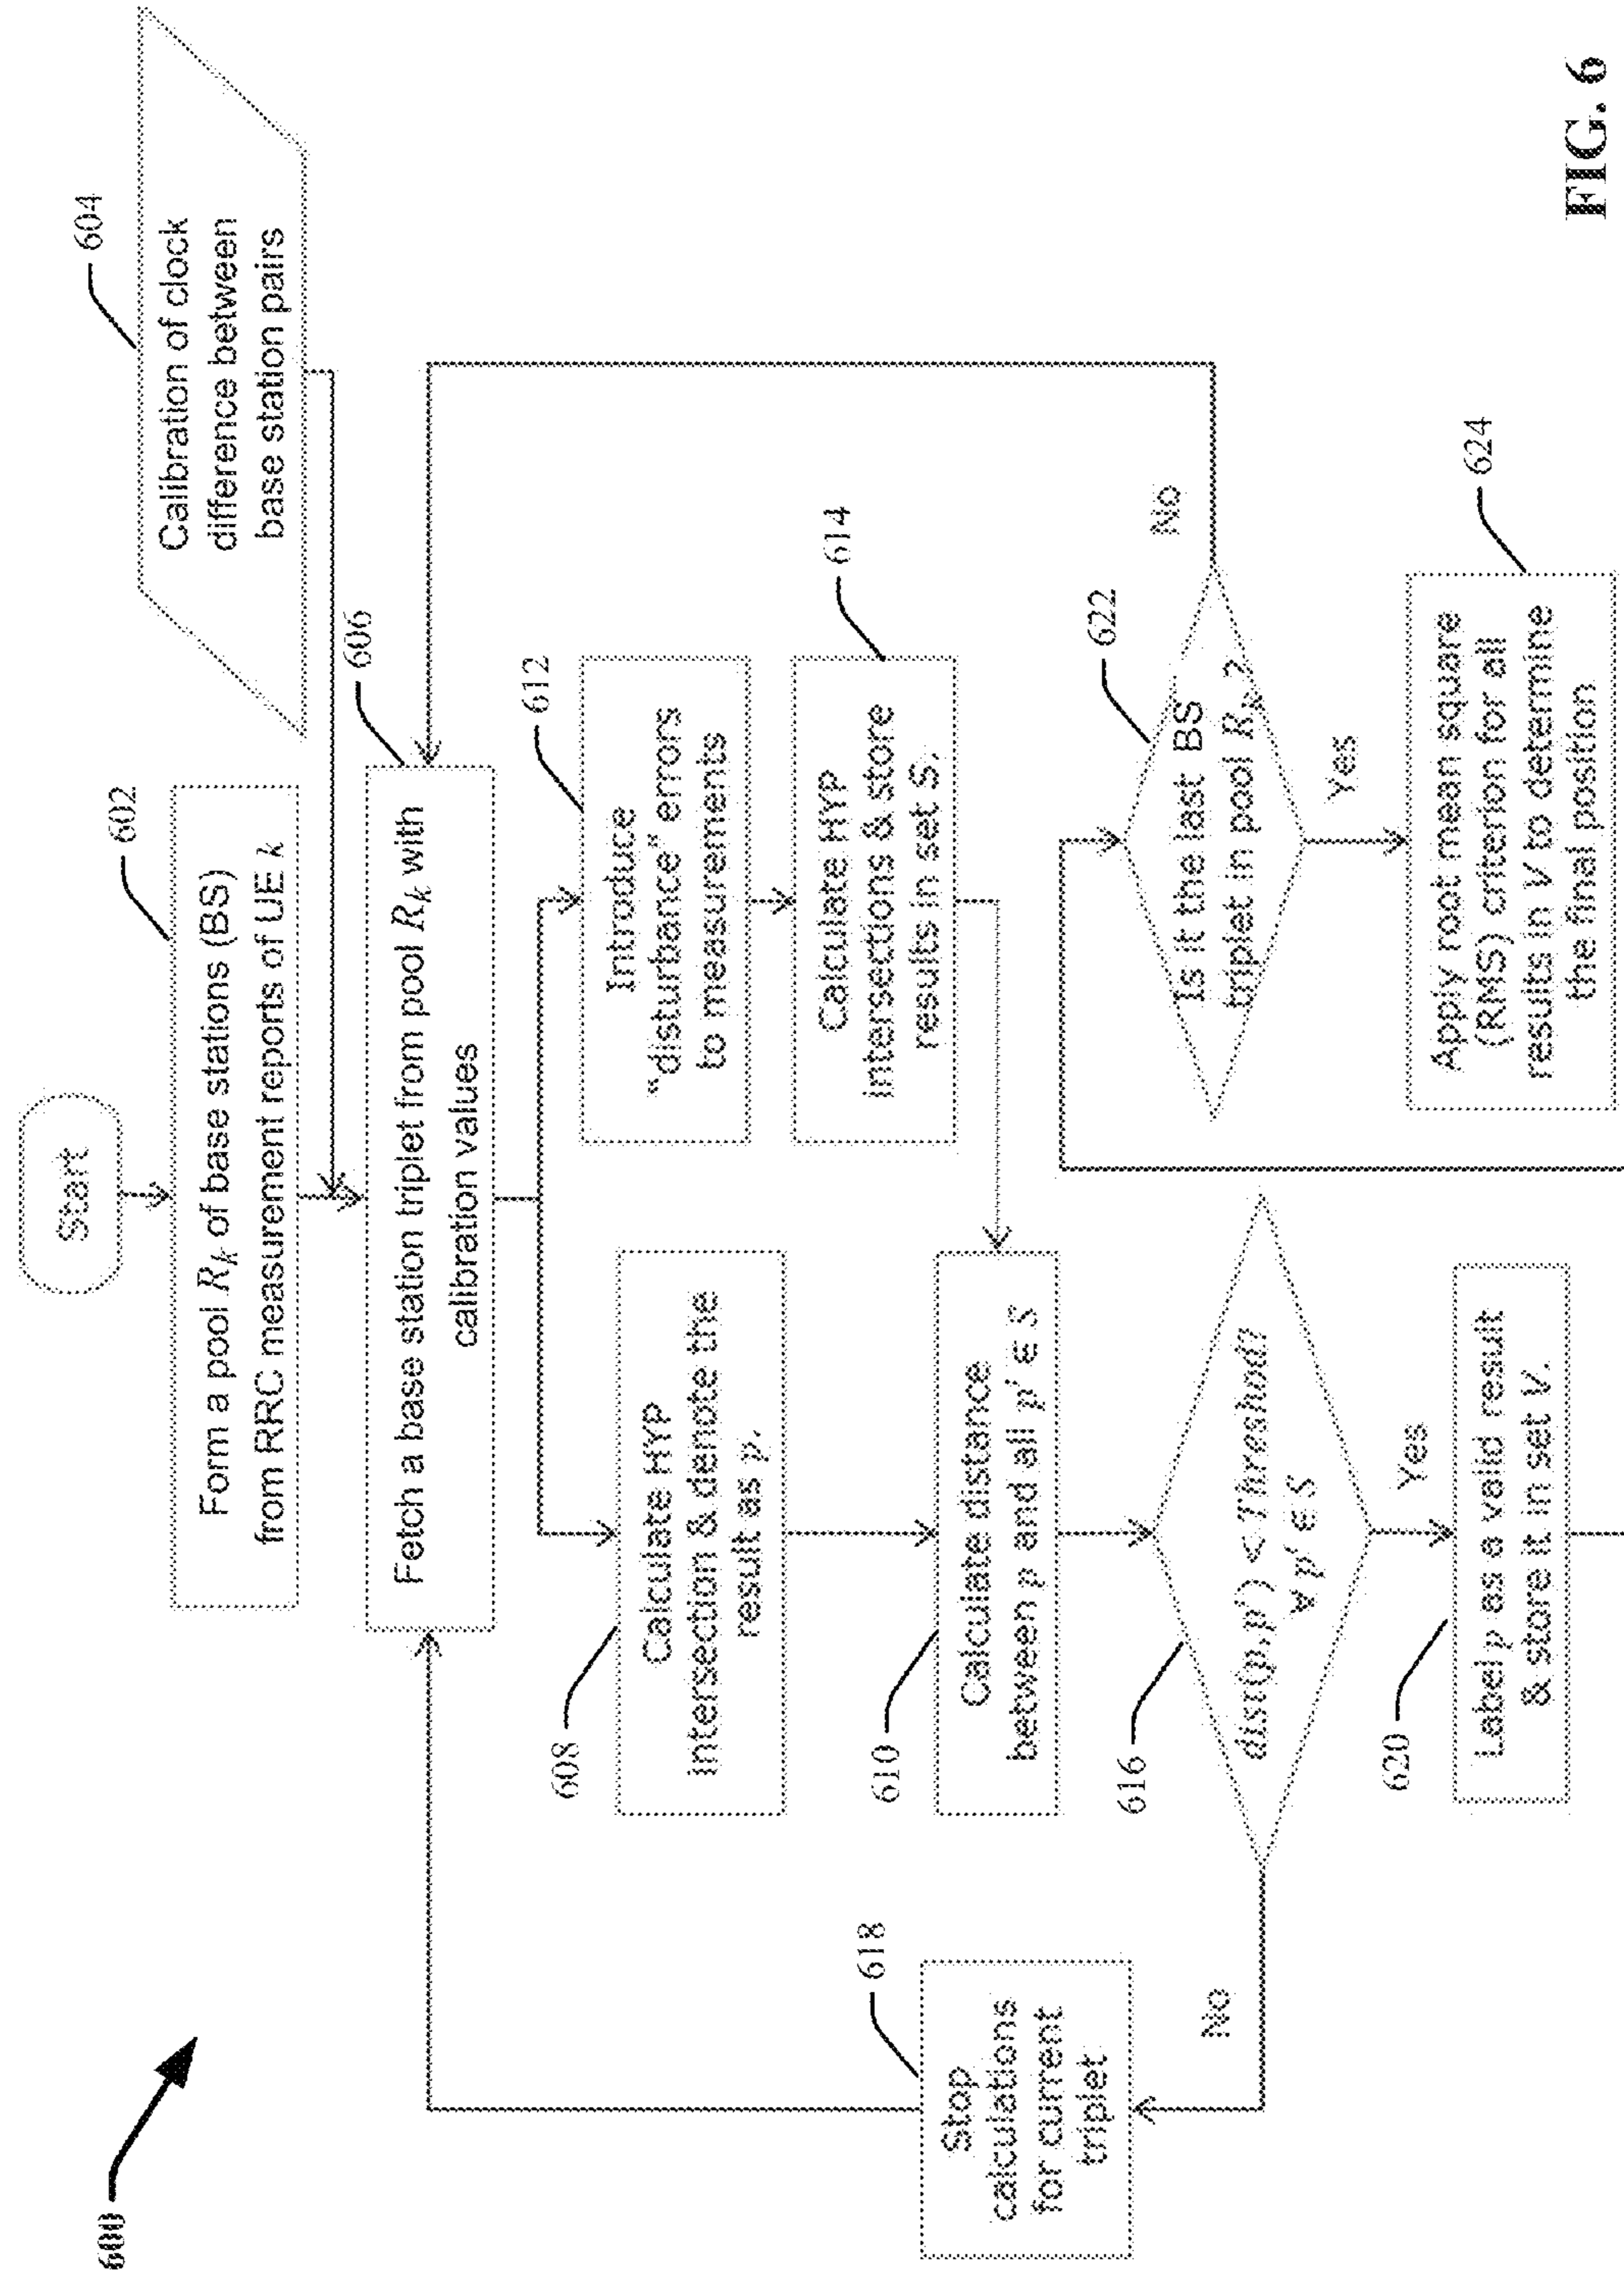 600
Start
602
Form a pool R_k of base stations (BS)
from RRC measurement reports of UE k
604
Calibration of clock
difference between
base station pairs
606
Fetch a base station triplet from pool R_k with
calibration values
608
Calculate HYP
intersection & denote the
result as p.
612
Introduce
“disturbance” errors
to measurements
614
Calculate HYP
intersections & store
results in set S.
610
Calculate distance
between p and all p' ∈ S
616
dist(p,p') < Threshod?
∀ p' ∈ S
No
Yes
618
Stop
calculations
for current
triplet
620
Label p as a valid result
& store it in set V.
622
Is it the last BS
triplet in pool R_k ?
No
Yes
624
Apply root mean square
(RMS) criterion for all
results in V to determine
the final position
FIG. 6